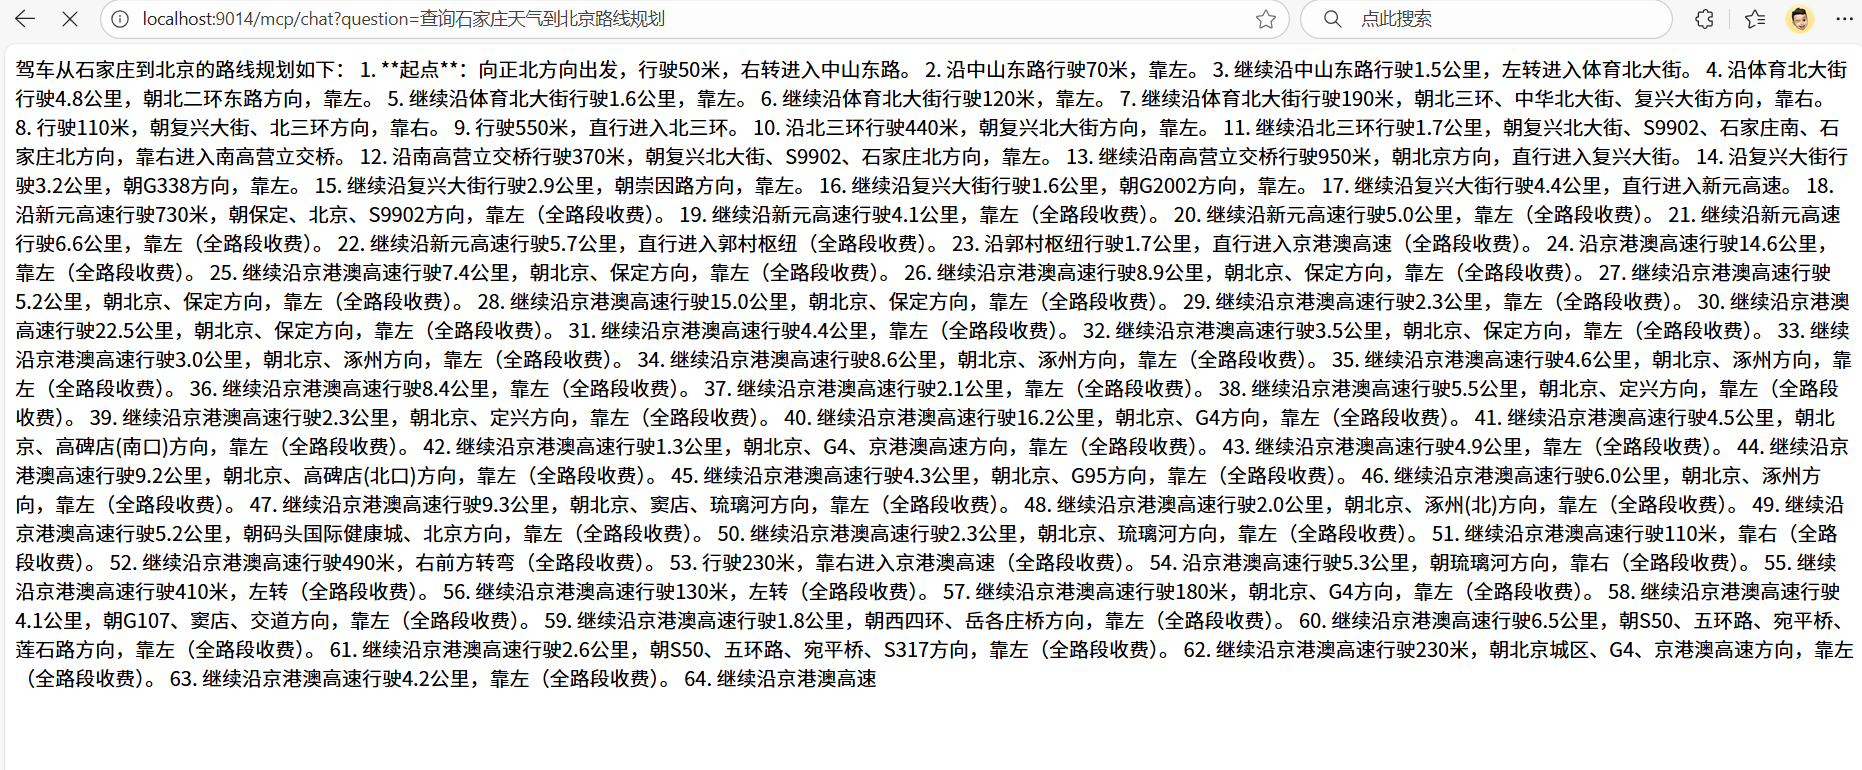 localhost:9014/mcp/chat?question=查询石家庄天气到北京路线规划
点此搜索
驾车从石家庄到北京的路线规划如下： 1. **起点**：向正北方向出发，行驶50米，右转进入中山东路。 2. 沿中山东路行驶70米，靠左。 3. 继续沿中山东路行驶1.5公里，左转进入体育北大街。 4. 沿体育北大街
行驶4.8公里，朝北二环东路方向，靠左。 5. 继续沿体育北大街行驶1.6公里，靠左。 6. 继续沿体育北大街行驶120米，靠左。 7. 继续沿体育北大街行驶190米，朝北三环、中华北大街、复兴大街方向，靠右。
8. 行驶110米，朝复兴大街、北三环方向，靠右。 9. 行驶550米，直行进入北三环。 10. 沿北三环行驶440米，朝复兴北大街方向，靠左。 11. 继续沿北三环行驶1.7公里，朝复兴北大街、S9902、石家庄南、石
家庄北方向，靠右进入南高营立交桥。 12. 沿南高营立交桥行驶370米，朝复兴北大街、S9902、石家庄北方向，靠左。 13. 继续沿南高营立交桥行驶950米，朝北京方向，直行进入复兴大街。 14. 沿复兴大街行
驶3.2公里，朝G338方向，靠左。 15. 继续沿复兴大街行驶2.9公里，朝崇因路方向，靠左。 16. 继续沿复兴大街行驶1.6公里，朝G2002方向，靠左。 17. 继续沿复兴大街行驶4.4公里，直行进入新元高速。 18.
沿新元高速行驶730米，朝保定、北京、S9902方向，靠左（全路段收费）。 19. 继续沿新元高速行驶4.1公里，靠左（全路段收费）。 20. 继续沿新元高速行驶5.0公里，靠左（全路段收费）。 21. 继续沿新元高速
行驶6.6公里，靠左（全路段收费）。 22. 继续沿新元高速行驶5.7公里，直行进入郭村枢纽（全路段收费）。 23. 沿郭村枢纽行驶1.7公里，直行进入京港澳高速（全路段收费）。 24. 沿京港澳高速行驶14.6公里，
靠左（全路段收费）。 25. 继续沿京港澳高速行驶7.4公里，朝北京、保定方向，靠左（全路段收费）。 26. 继续沿京港澳高速行驶8.9公里，朝北京、保定方向，靠左（全路段收费）。 27. 继续沿京港澳高速行驶
5.2公里，朝北京、保定方向，靠左（全路段收费）。 28. 继续沿京港澳高速行驶15.0公里，朝北京、保定方向，靠左（全路段收费）。 29. 继续沿京港澳高速行驶2.3公里，靠左（全路段收费）。 30. 继续沿京港澳
高速行驶22.5公里，朝北京、保定方向，靠左（全路段收费）。 31. 继续沿京港澳高速行驶4.4公里，靠左（全路段收费）。 32. 继续沿京港澳高速行驶3.5公里，朝北京、保定方向，靠左（全路段收费）。 33. 继续
沿京港澳高速行驶3.0公里，朝北京、涿州方向，靠左（全路段收费）。 34. 继续沿京港澳高速行驶8.6公里，朝北京、涿州方向，靠左（全路段收费）。 35. 继续沿京港澳高速行驶4.6公里，朝北京、涿州方向，靠
左（全路段收费）。 36. 继续沿京港澳高速行驶8.4公里，靠左（全路段收费）。 37. 继续沿京港澳高速行驶2.1公里，靠左（全路段收费）。 38. 继续沿京港澳高速行驶5.5公里，朝北京、定兴方向，靠左（全路段
收费）。 39. 继续沿京港澳高速行驶2.3公里，朝北京、定兴方向，靠左（全路段收费）。 40. 继续沿京港澳高速行驶16.2公里，朝北京、G4方向，靠左（全路段收费）。 41. 继续沿京港澳高速行驶4.5公里，朝北
京、高碑店(南口)方向，靠左（全路段收费）。 42. 继续沿京港澳高速行驶1.3公里，朝北京、G4、京港澳高速方向，靠左（全路段收费）。 43. 继续沿京港澳高速行驶4.9公里，靠左（全路段收费）。 44. 继续沿京
港澳高速行驶9.2公里，朝北京、高碑店(北口)方向，靠左（全路段收费）。 45. 继续沿京港澳高速行驶4.3公里，朝北京、G95方向，靠左（全路段收费）。 46. 继续沿京港澳高速行驶6.0公里，朝北京、涿州方
向，靠左（全路段收费）。 47. 继续沿京港澳高速行驶9.3公里，朝北京、窦店、琉璃河方向，靠左（全路段收费）。 48. 继续沿京港澳高速行驶2.0公里，朝北京、涿州(北)方向，靠左（全路段收费）。 49. 继续沿
京港澳高速行驶5.2公里，朝码头国际健康城、北京方向，靠左（全路段收费）。 50. 继续沿京港澳高速行驶2.3公里，朝北京、琉璃河方向，靠左（全路段收费）。 51. 继续沿京港澳高速行驶110米，靠右（全路
段收费）。 52. 继续沿京港澳高速行驶490米，右前方转弯（全路段收费）。 53. 行驶230米，靠右进入京港澳高速（全路段收费）。 54. 沿京港澳高速行驶5.3公里，朝琉璃河方向，靠右（全路段收费）。 55. 继续
沿京港澳高速行驶410米，左转（全路段收费）。 56. 继续沿京港澳高速行驶130米，左转（全路段收费）。 57. 继续沿京港澳高速行驶180米，朝北京、G4方向，靠左（全路段收费）。 58. 继续沿京港澳高速行驶
4.1公里，朝G107、窦店、交道方向，靠左（全路段收费）。 59. 继续沿京港澳高速行驶1.8公里，朝西四环、岳各庄桥方向，靠左（全路段收费）。 60. 继续沿京港澳高速行驶6.5公里，朝S50、五环路、宛平桥、
莲石路方向，靠左（全路段收费）。 61. 继续沿京港澳高速行驶2.6公里，朝S50、五环路、宛平桥、S317方向，靠左（全路段收费）。 62. 继续沿京港澳高速行驶230米，朝北京城区、G4、京港澳高速方向，靠左
（全路段收费）。 63. 继续沿京港澳高速行驶4.2公里，靠左（全路段收费）。 64. 继续沿京港澳高速